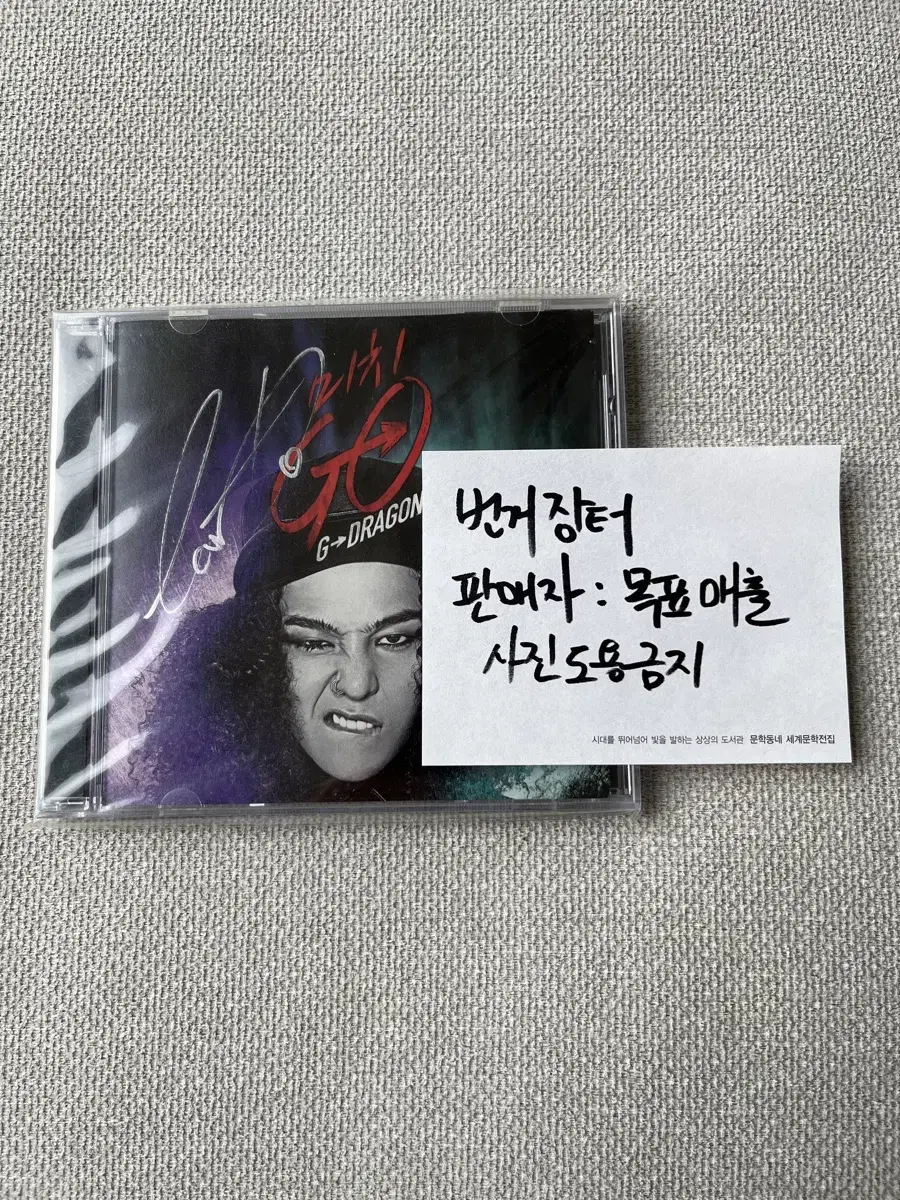 미치
GO
G→DRAGON
번개장터
판매자 : 목표매출
사진도용금지
시대를 뛰어넘어 빛을 발하는 상상의 도서관 문학동네 세계문학전집